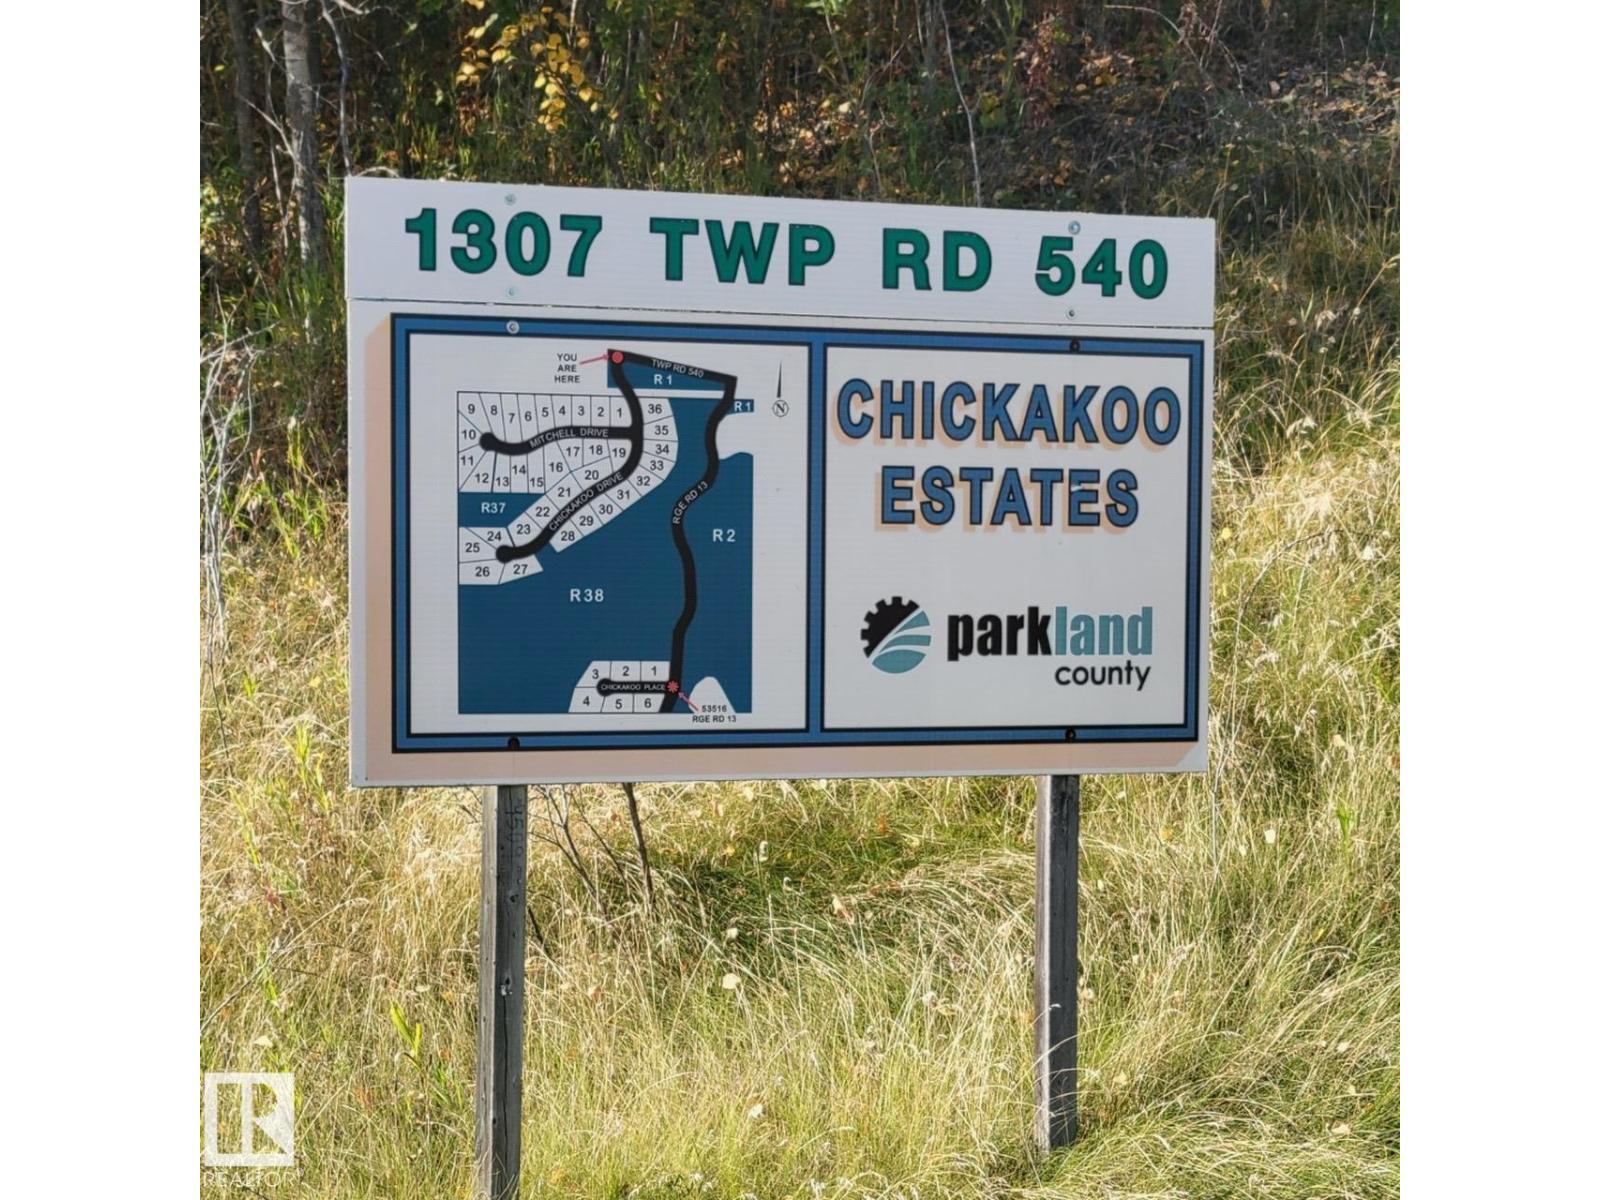 1307 TWP RD 540
YOU
ARE
HERE
TWP RD 540
R 1
R 1
N
9 8 7 6 5 4 3 2 1 36
10 MITCHELL DRIVE 35
11 12 13 14 15 16 17 18 19 34
33
20 32
21 31
R37
22 30
23 29
24 28
25
26 27
CHICKAKOO DRIVE
RGE RD 13
R 2
R 38
3 2 1
CHICKAKOO PLACE
4 5 6
53516
RGE RD 13
CHICKAKOO
ESTATES
parkland
county
REALTOR